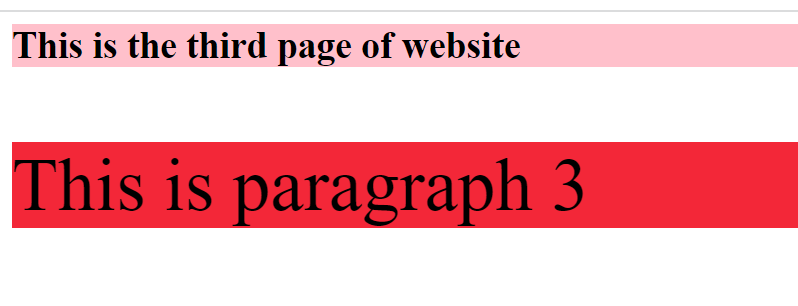 This is the third page of website
This is paragraph 3